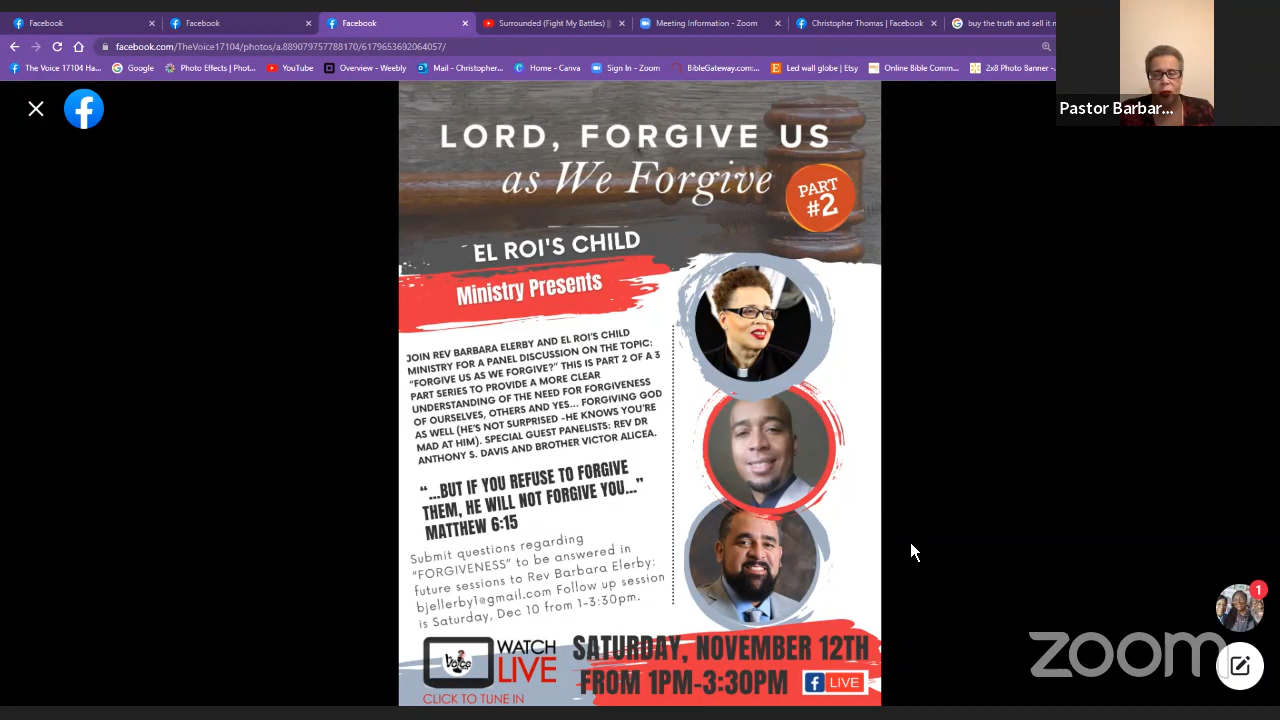 Facebook
Facebook
Facebook
Surrounded (Fight My Battles)
Meeting Information - Zoom
Christopher Thomas | Facebook
buy the truth and sell it n
facebook.com/TheVoice17104/photos/a.889079757788170/6179653692064057/
The Voice 17104 Ha...
Google
Photo Effects | Phot...
YouTube
Overview - Weebly
Mail - Christopher...
Home - Canva
Sign In - Zoom
BibleGateway.com:...
Led wall globe | Etsy
Online Bible Comm...
2x8 Photo Banner -
Pastor Barbar...
LORD, FORGIVE US
as We Forgive
PART
#2
EL ROI'S CHILD
Ministry Presents
JOIN REV BARBARA ELERBY AND EL ROI'S CHILD
MINISTRY FOR A PANEL DISCUSSION ON THE TOPIC:
"FORGIVE US AS WE FORGIVE?" THIS IS PART 2 OF A 3
PART SERIES TO PROVIDE A MORE CLEAR
UNDERSTANDING OF THE NEED FOR FORGIVENESS
OF OURSELVES, OTHERS AND YES... FORGIVING GOD
AS WELL (HE'S NOT SURPRISED -HE KNOWS YOU'RE
MAD AT HIM). SPECIAL GUEST PANELISTS: REV DR
ANTHONY S. DAVIS AND BROTHER VICTOR ALICEA.
"...BUT IF YOU REFUSE TO FORGIVE
THEM, HE WILL NOT FORGIVE YOU..."
MATTHEW 6:15
Submit questions regarding
"FORGIVENESS" to be answered in
future sessions to Rev Barbara Elerby:
bjellerby1@gmail.com Follow up session
is Saturday, Dec 10 from 1-3:30pm.
Voice
WATCH
LIVE
CLICK TO TUNE IN
SATURDAY, NOVEMBER 12TH
FROM 1PM-3:30PM
LIVE
1
zoom